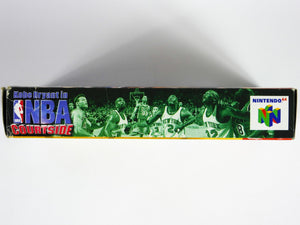 Kobe Bryant in
NBA
COURTSIDE
NINTENDO 64